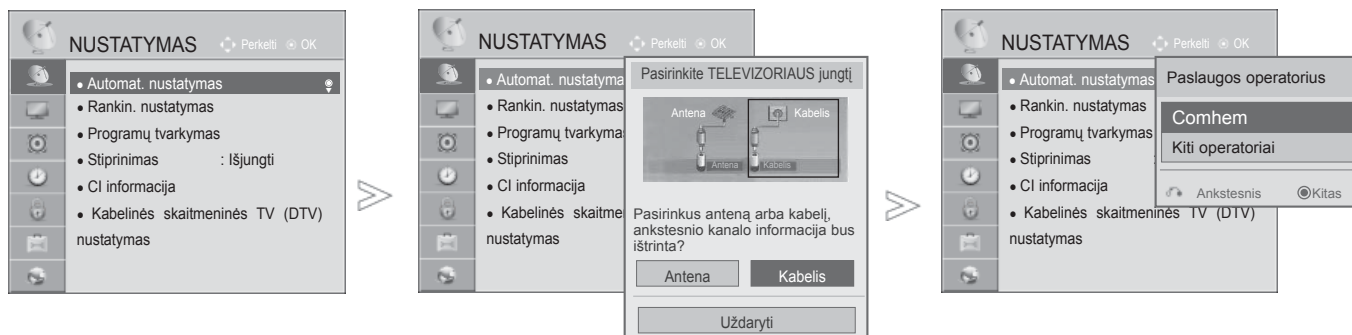 NUSTATYMAS Perkelti OK
• Automat. nustatymas
• Rankin. nustatymas
• Programų tvarkymas
• Stiprinimas : Išjungti
• CI informacija
• Kabelinės skaitmeninės TV (DTV)
nustatymas
NUSTATYMAS Perkelti OK
• Automat. nustatyma
• Rankin. nustatymas
• Programų tvarkymas
• Stiprinimas
• CI informacija
• Kabelinės skaitme
nustatymas
Pasirinkite TELEVIZORIAUS jungtį
Antena Kabelis
Antena Kabelis
Pasirinkus anteną arba kabelį,
ankstesnio kanalo informacija bus
ištrinta?
Antena Kabelis
Uždaryti
NUSTATYMAS Perkelti OK
• Automat. nustatymas
• Rankin. nustatymas
• Programų tvarkymas
• Stiprinimas
• CI informacija
• Kabelinės skaitmeninės TV (DTV)
nustatymas
Paslaugos operatorius
Comhem
Kiti operatoriai
Ankstesnis Kitas